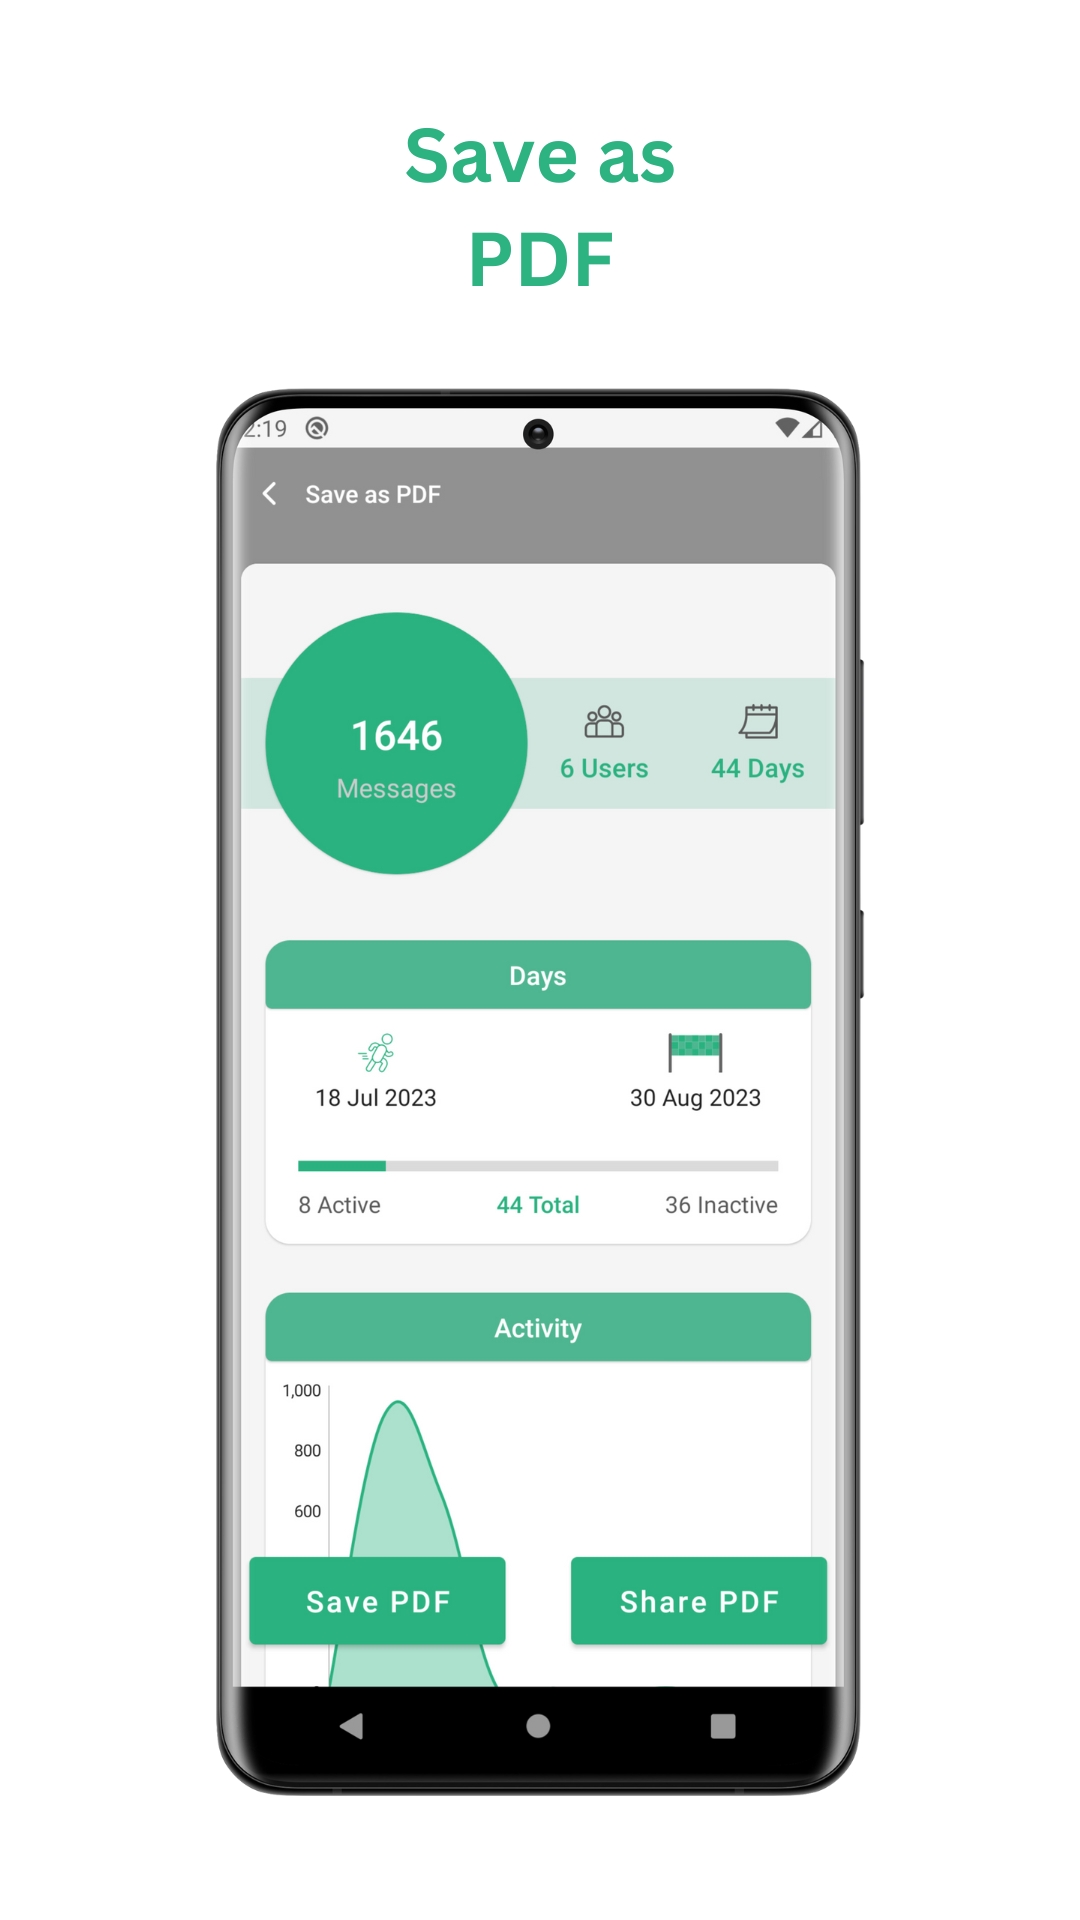 Save as
PDF
2:19
Save as PDF
1646
Messages
6 Users
44 Days
Days
18 Jul 2023
30 Aug 2023
8 Active
44 Total
36 Inactive
Activity
1,000
800
600
Save PDF
Share PDF